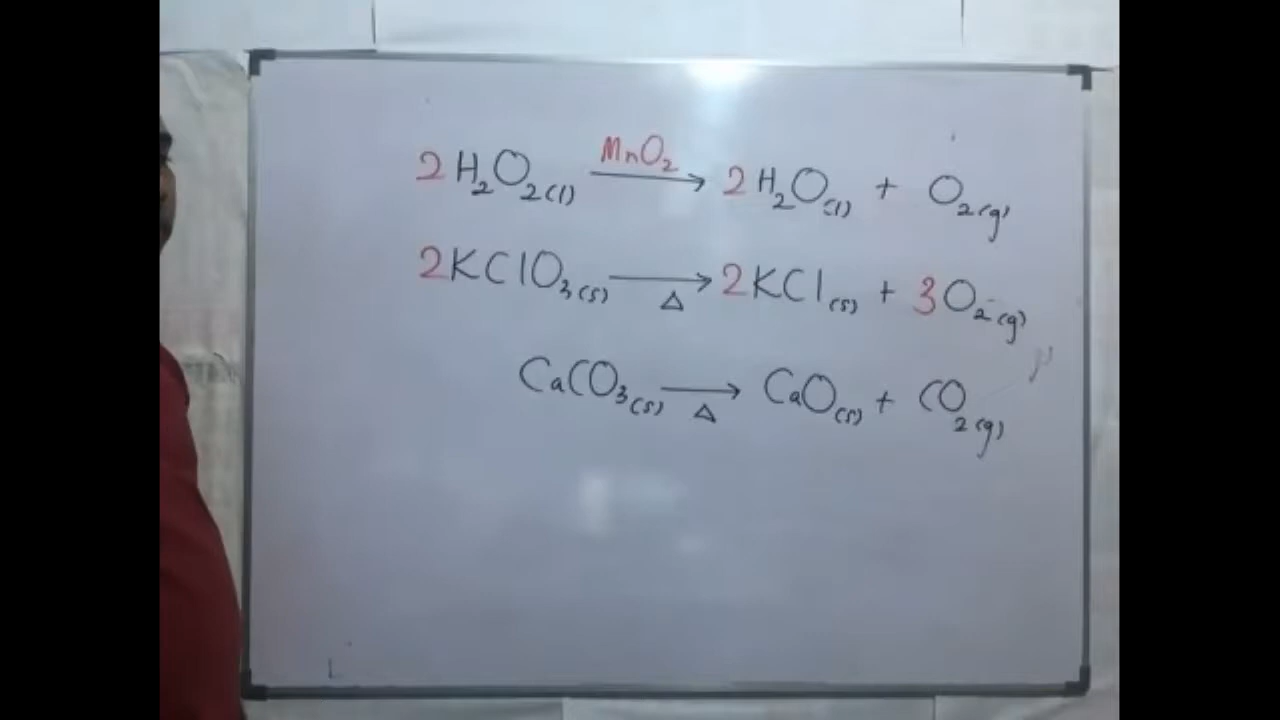 2H₂O₂(l) —MnO₂→ 2H₂O(l) + O₂(g)
2KClO₃(s) —Δ→ 2KCl(s) + 3O₂(g)
CaCO₃(s) —Δ→ CaO(s) + CO₂(g)